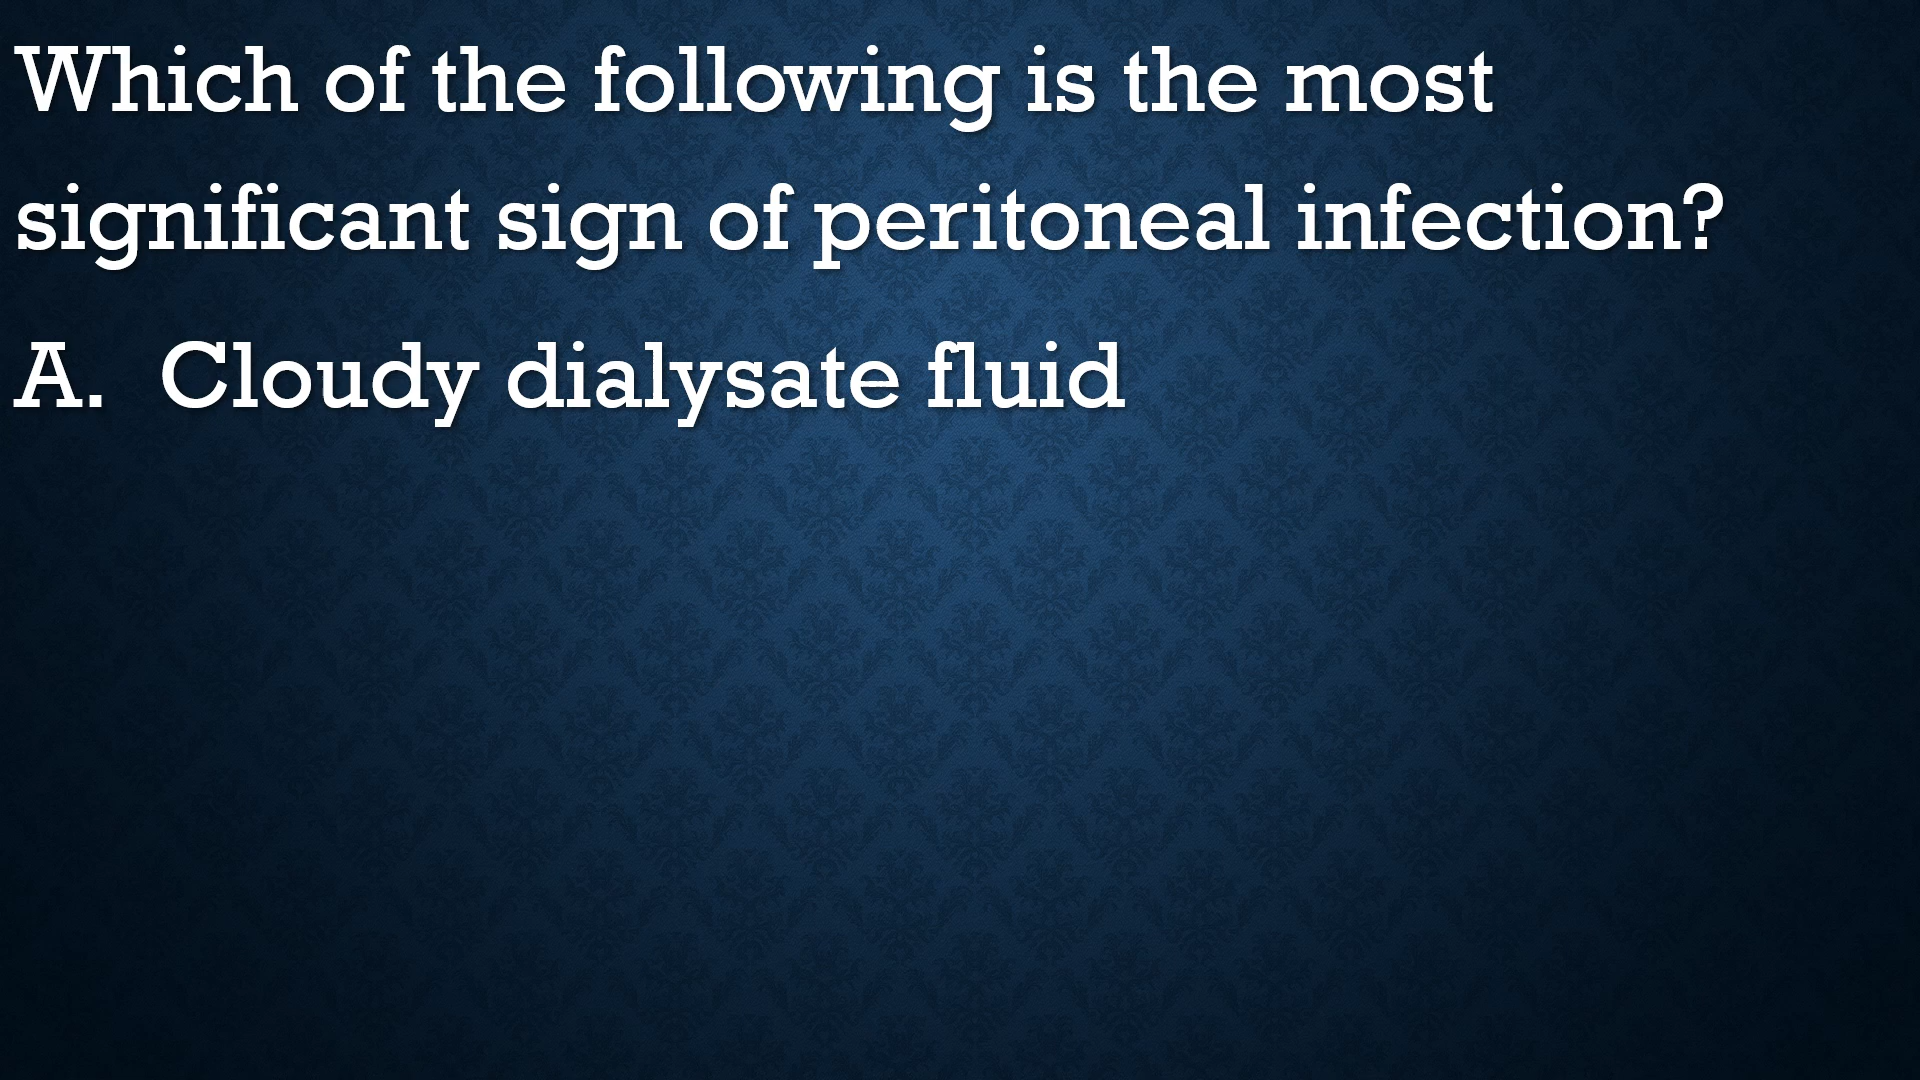 Which of the following is the most
significant sign of peritoneal infection?
A. Cloudy dialysate fluid